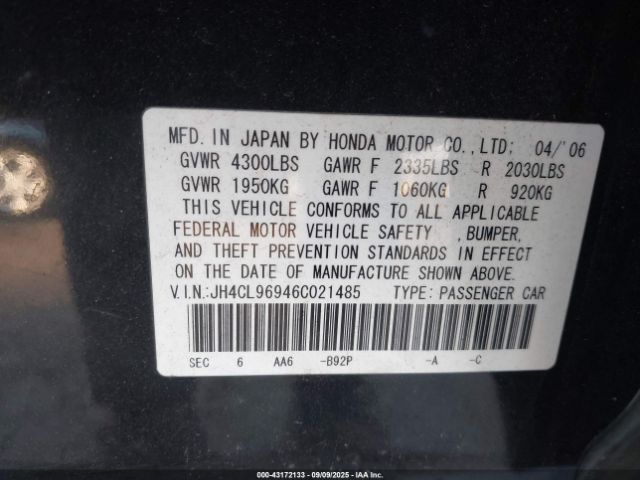 MFD. IN JAPAN BY HONDA MOTOR CO.,LTD: 04/'06
GVWR 4300LBS GAWR F 2335LBS R 2030LBS
GVWR 1950KG GAWR F 1060KG R 920KG
THIS VEHICLE CONFORMS TO ALL APPLICABLE
FEDERAL MOTOR VEHICLE SAFETY , BUMPER,
AND THEFT PREVENTION STANDARDS IN EFFECT
ON THE DATE OF MANUFACTURE SHOWN ABOVE.
V.I.N.:JH4CL96946C021485 TYPE: PASSENGER CAR
SEC 6 AA6 -B92P -A -C
000-43172133 - 09/09/2025 - IAAI Inc.